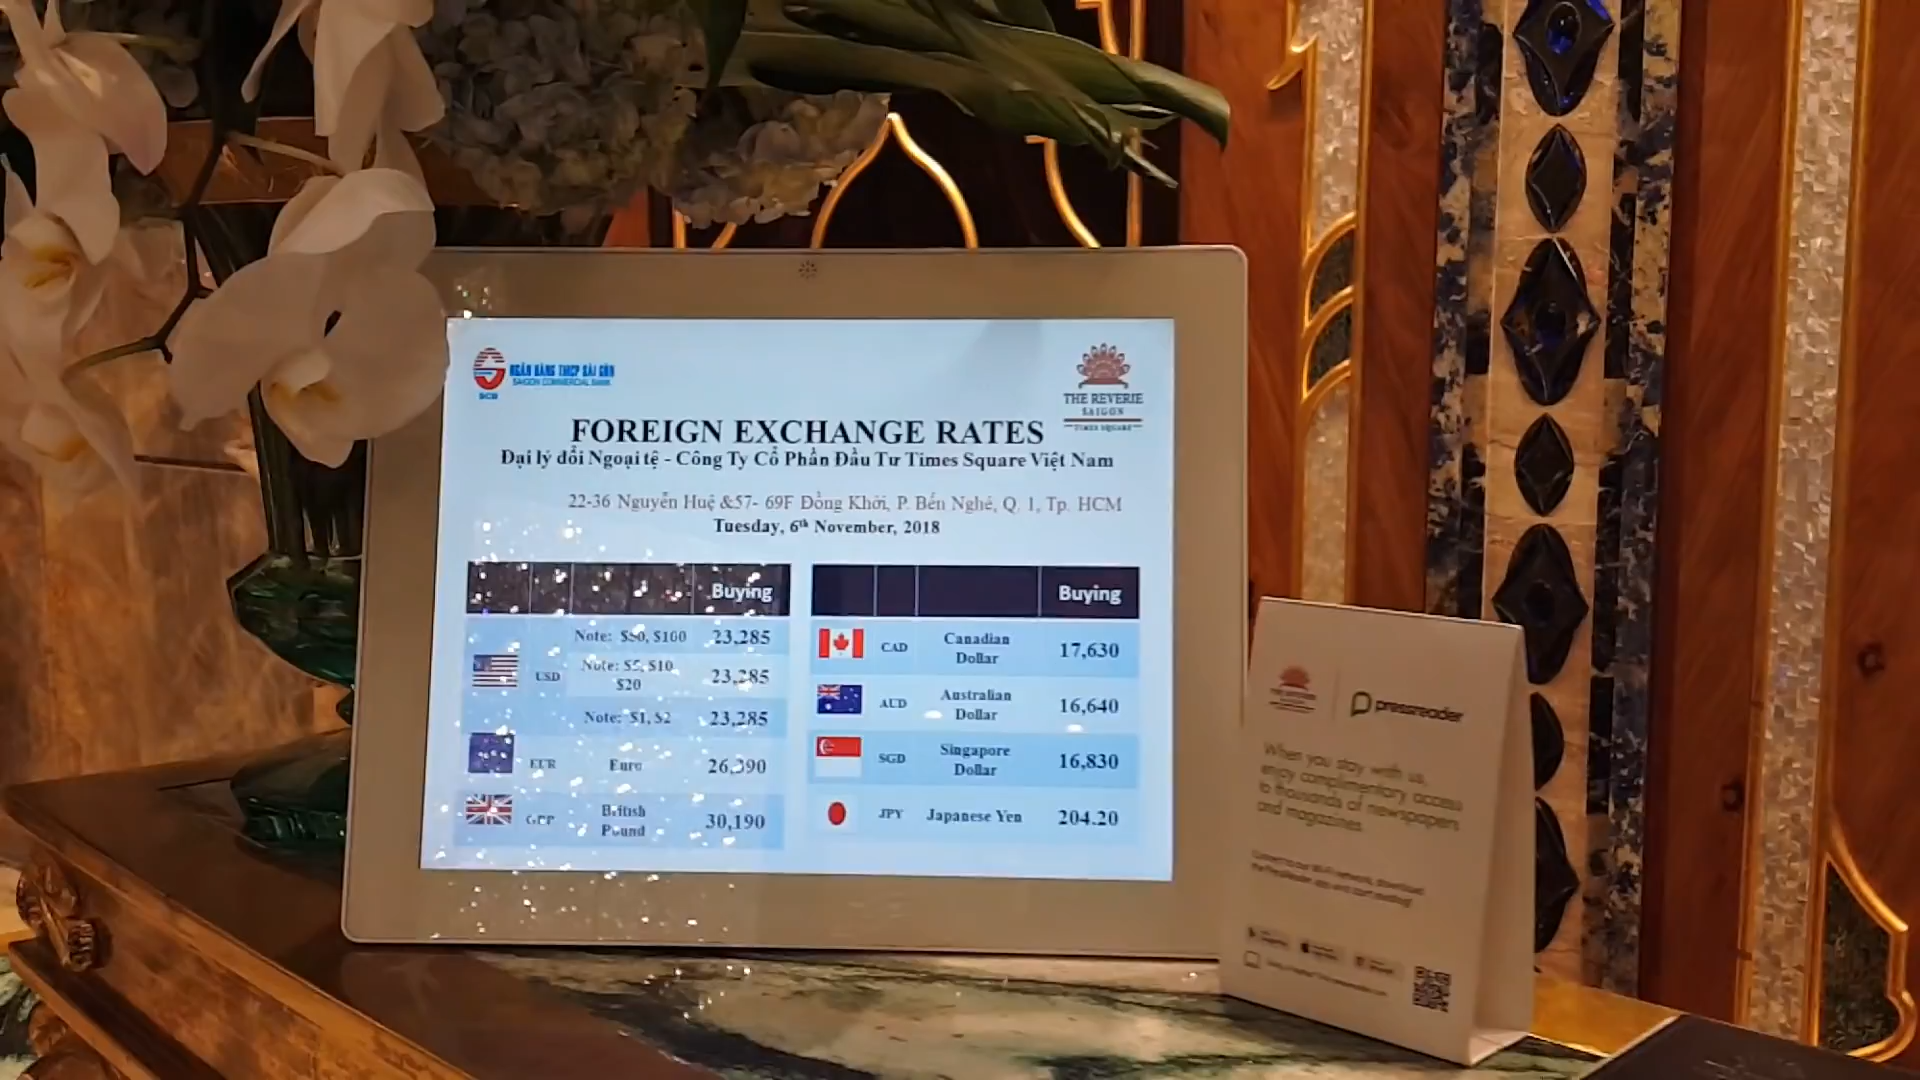 NGÂN HÀNG TMCP SÀI GÒN
SAIGON COMMERCIAL BANK
SCB
THE REVERIE
SAIGON
TIMES SQUARE
FOREIGN EXCHANGE RATES
Đại lý đổi Ngoại tệ - Công Ty Cổ Phần Đầu Tư Times Square Việt Nam
22-36 Nguyễn Huệ &57- 69F Đồng Khởi, P. Bến Nghé, Q. 1, Tp. HCM
Tuesday, 6th November, 2018
Buying
USD
Note: $50, $100 23,285
Note: $5, $10
$20
23,285
Note: $1, $2 23,285
EUR Euro 26,390
GBP British
Pound
30,190
Buying
CAD Canadian
Dollar
17,630
AUD Australian
Dollar
16,640
SGD Singapore
Dollar
16,830
JPY Japanese Yen 204.20
pressreader
When you stay with us,
enjoy complimentary access
to thousands of newspapers
and magazines.